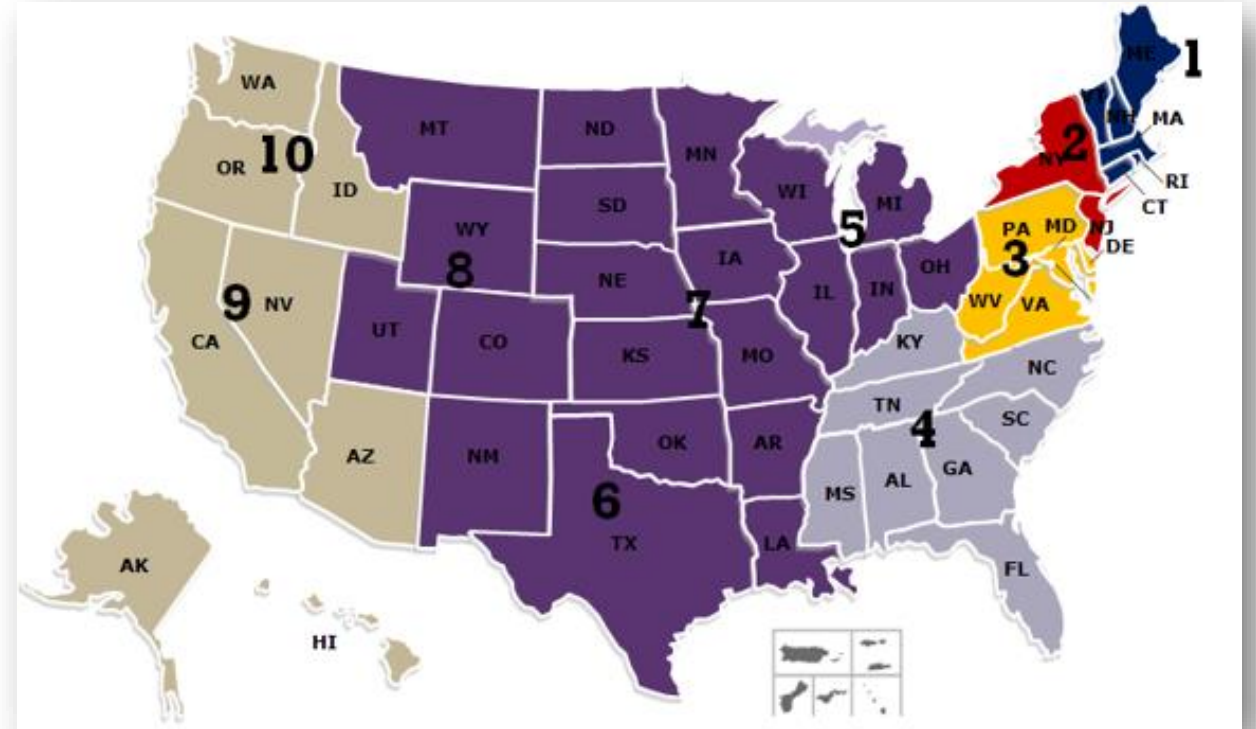 ME
1
WA
MT
ND
MN
VT
NH
MA
OR
10
ID
SD
WI
MI
NY
2
RI
CT
WY
8
IA
5
OH
PA
MD
NJ
DE
3
9
NV
NE
7
IL
IN
WV
VA
CA
UT
CO
KS
MO
KY
NC
TN
4
SC
AZ
NM
OK
AR
MS
AL
GA
6
TX
LA
FL
AK
HI